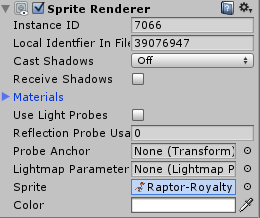 Sprite Renderer
Instance ID 7066
Local Identfier In File 39076947
Cast Shadows Off
Receive Shadows
Materials
Use Light Probes
Reflection Probe Usa 0
Probe Anchor None (Transform)
Lightmap Parameter None (Lightmap P
Sprite Raptor-Royalty
Color